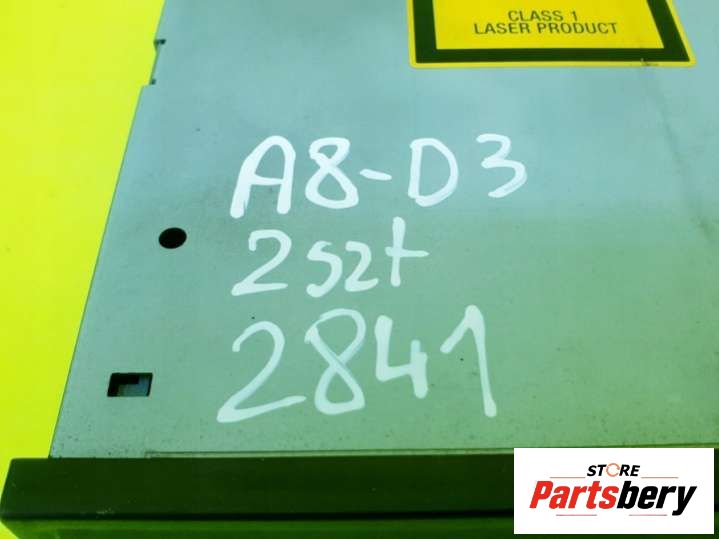 CLASS 1
LASER PRODUCT
A8-D3
2szt
2841
STORE
Partsbery